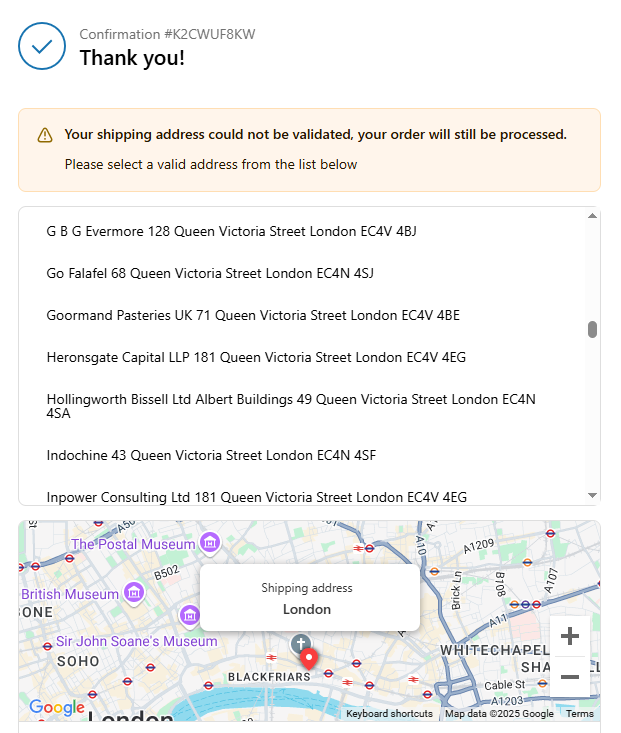 Confirmation #K2CWUF8KW
Thank you!
Your shipping address could not be validated, your order will still be processed.
Please select a valid address from the list below
G B G Evermore 128 Queen Victoria Street London EC4V 4BJ
Go Falafel 68 Queen Victoria Street London EC4N 4SJ
Goormand Pasteries UK 71 Queen Victoria Street London EC4V 4BE
Heronsgate Capital LLP 181 Queen Victoria Street London EC4V 4EG
Hollingworth Bissell Ltd Albert Buildings 49 Queen Victoria Street London EC4N
4SA
Indochine 43 Queen Victoria Street London EC4N 4SF
Inpower Consulting Ltd 181 Queen Victoria Street London EC4V 4EG
A50
The Postal Museum
A10
A1209
B502
Brick Ln
B108
A107
British Museum
Shipping address
London
A11
Sir John Soane's Museum
SOHO
WHITECHAPEL
BLACKFRIARS
Cable St
Google
London
Keyboard shortcuts
Map data ©2025 Google
Terms